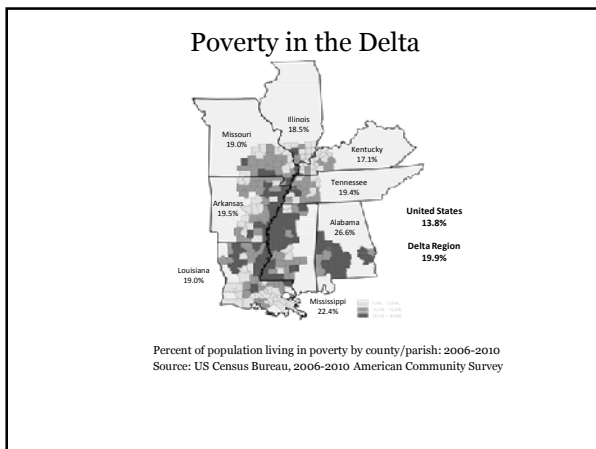 Poverty in the Delta
Illinois
18.5%
Missouri
19.0%
Kentucky
17.1%
Tennessee
19.4%
Arkansas
19.5%
United States
13.8%
Alabama
26.6%
Delta Region
19.9%
Louisiana
19.0%
Mississippi
22.4%
Percent of population living in poverty by county/parish: 2006-2010
Source: US Census Bureau, 2006-2010 American Community Survey